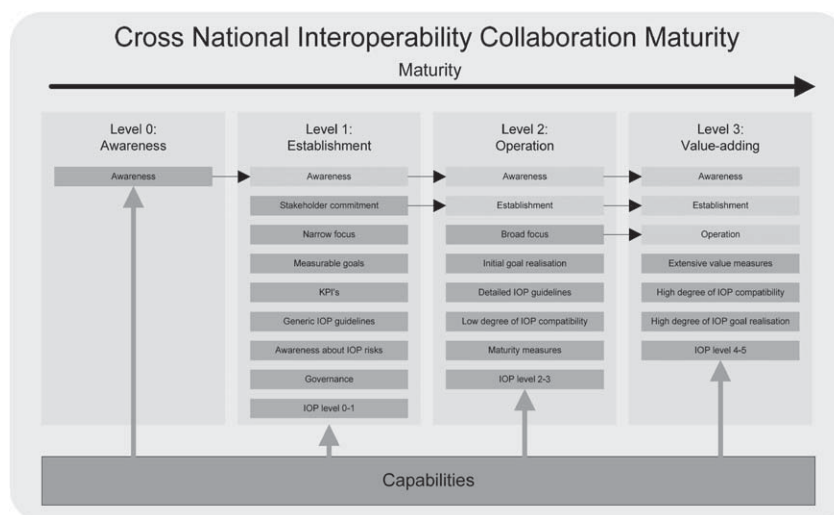 Cross National Interoperability Collaboration Maturity
Maturity
Level 0:
Awareness
Awareness
Level 1:
Establishment
Awareness
Stakeholder commitment
Narrow focus
Measurable goals
KPI's
Generic IOP guidelines
Awareness about IOP risks
Governance
IOP level 0-1
Level 2:
Operation
Awareness
Establishment
Broad focus
Initial goal realisation
Detailed IOP guidelines
Low degree of IOP compatibility
Maturity measures
IOP level 2-3
Level 3:
Value-adding
Awareness
Establishment
Operation
Extensive value measures
High degree of IOP compatibility
High degree of IOP goal realisation
IOP level 4-5
Capabilities